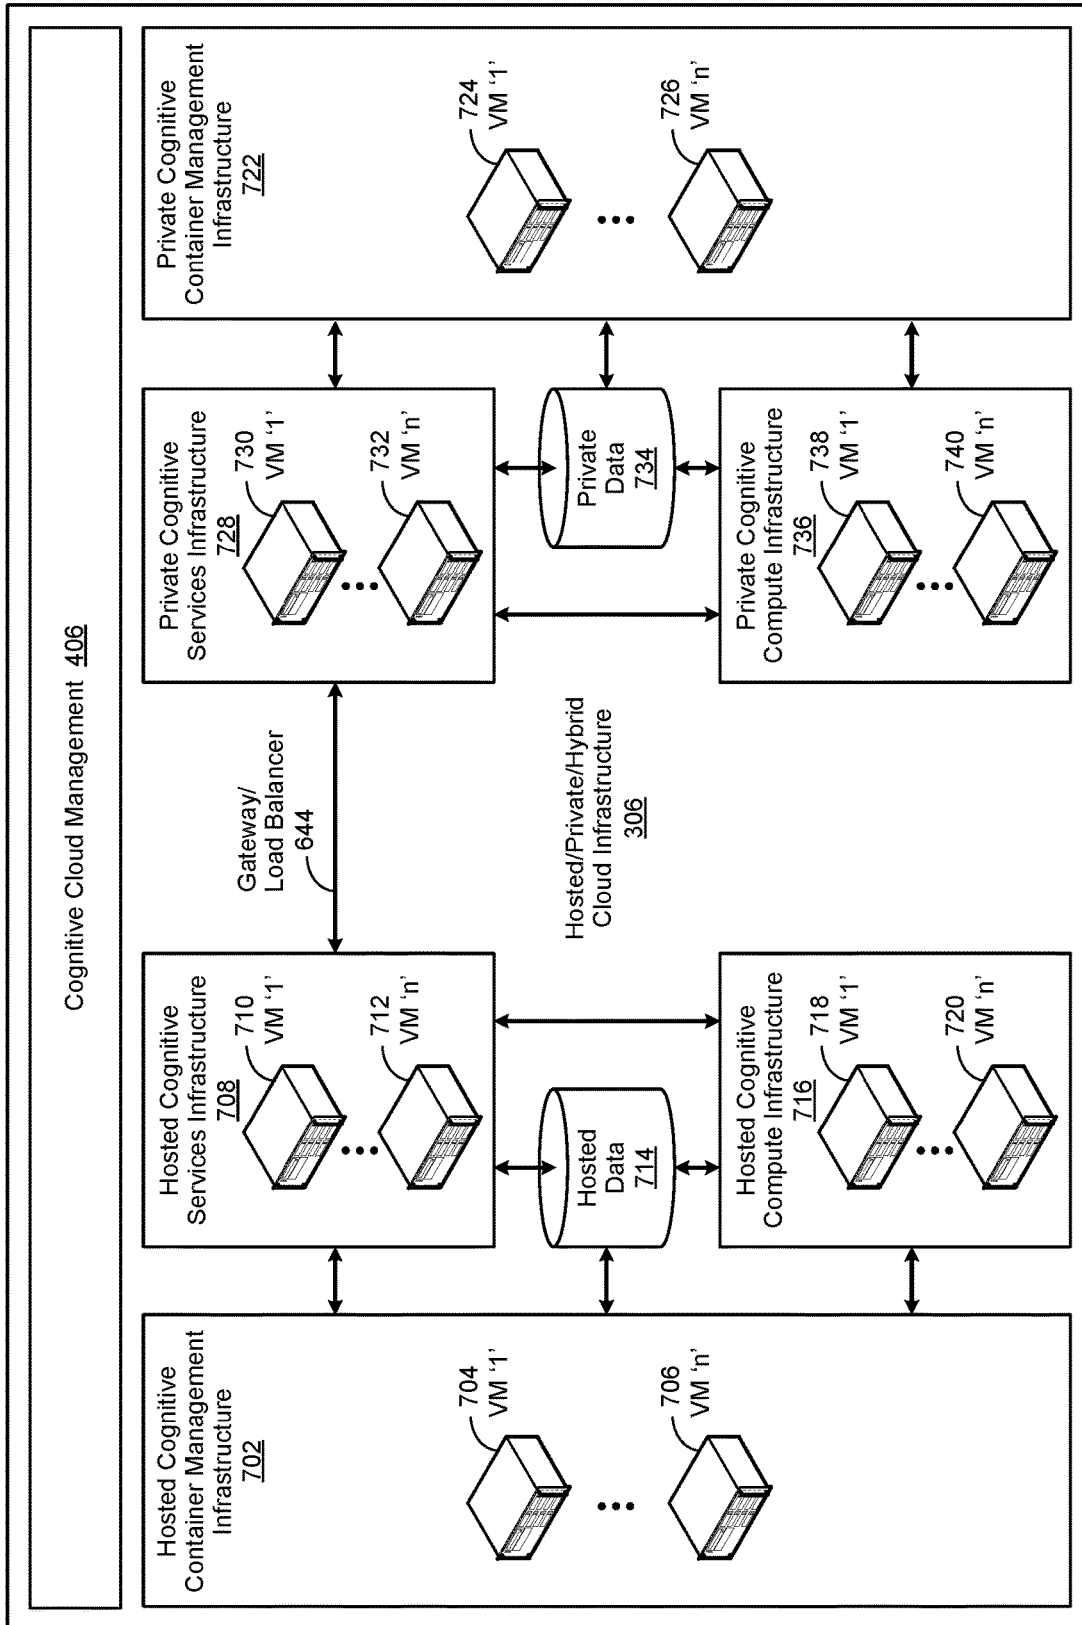 Cognitive Cloud Management 406
Hosted Cognitive
Container Management
Infrastructure
702
704
VM ‘1’
706
VM ‘n’
Hosted Cognitive
Services Infrastructure
708
710
VM ‘1’
712
VM ‘n’
Hosted
Data
714
Hosted Cognitive
Compute Infrastructure
716
718
VM ‘1’
720
VM ‘n’
Gateway/
Load Balancer
644
Hosted/Private/Hybrid
Cloud Infrastructure
306
Private Cognitive
Services Infrastructure
728
730
VM ‘1’
732
VM ‘n’
Private
Data
734
Private Cognitive
Compute Infrastructure
736
738
VM ‘1’
740
VM ‘n’
Private Cognitive
Container Management
Infrastructure
722
724
VM ‘1’
726
VM ‘n’